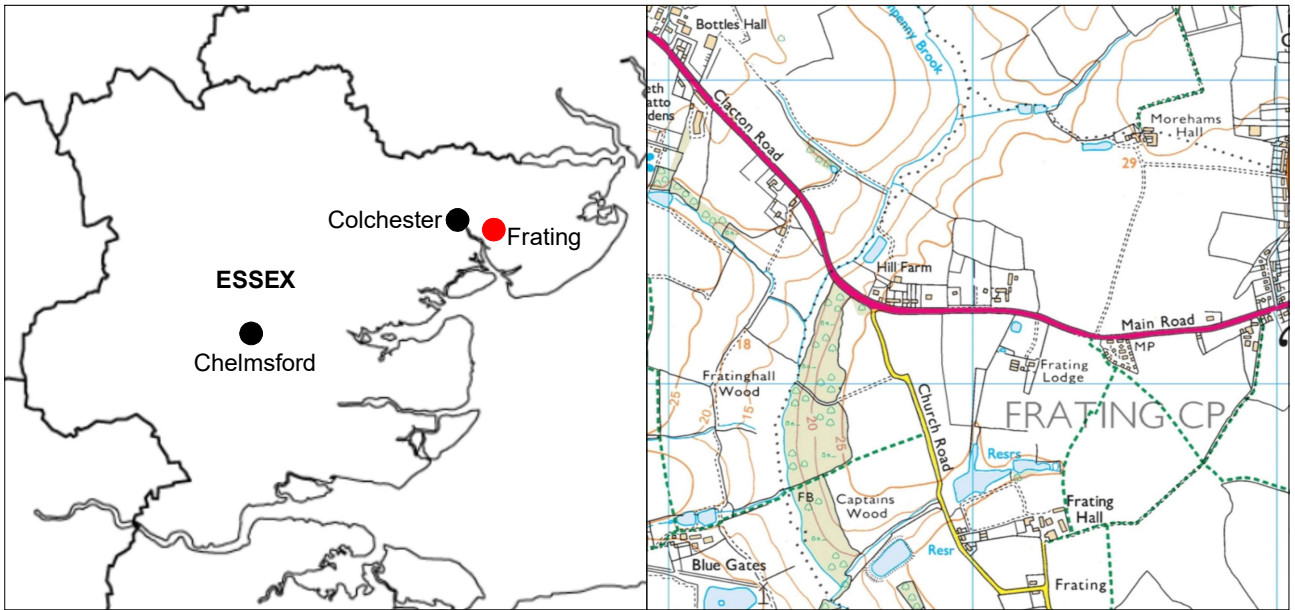 Colchester
Frating
ESSEX
Chelmsford
Bottles Hall
Clacton Road
Morehams
Hall
29
Hill Farm
Main Road
MP
Frating
Lodge
18
Fratinghall
Wood
25
20
15
20
25
Church Road
FRATING CP
Resrs
FB
Captains
Wood
Frating
Hall
Resr
Blue Gates
Frating
Brook